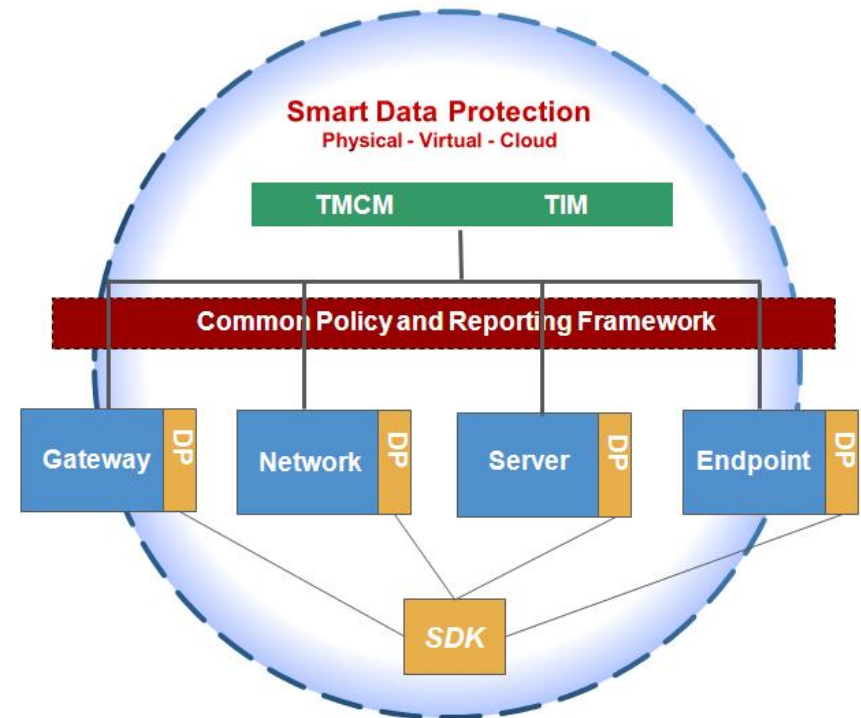 Smart Data Protection
Physical - Virtual - Cloud
TMCM TIM
Common Policy and Reporting Framework
Gateway DP
Network DP
Server DP
Endpoint DP
SDK